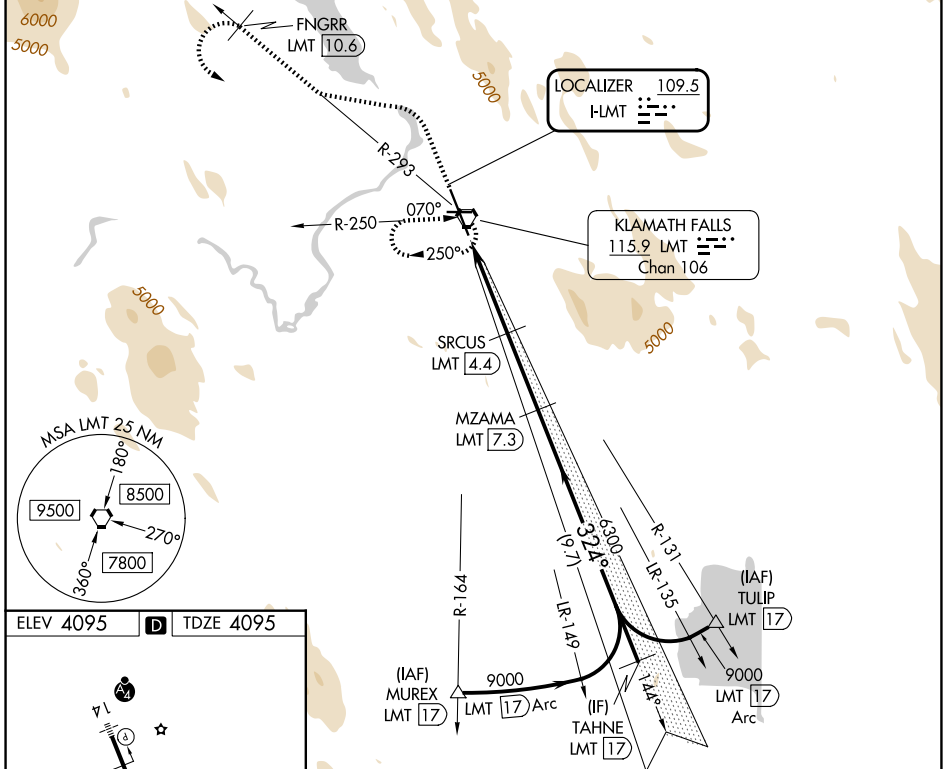 6000
5000
FNGRR
LMT 10.6
5000
LOCALIZER 109.5
I-LMT
R-293
R-250
070°
250°
KLAMATH FALLS
115.9 LMT
Chan 106
5000
5000
SRCUS
LMT 4.4
MZAMA
LMT 7.3
MSA LMT 25 NM
180°
8500
9500
270°
7800
360°
R-164
(9.7)
324°
6300
R-131
LR-135
LR-149
(IAF)
TULIP
LMT 17
9000
LMT 17
Arc
(IAF)
MUREX
LMT 17
9000
LMT 17 Arc
(IF)
TAHNE
LMT 17
144°
ELEV 4095
D
TDZE 4095
A4
14
P